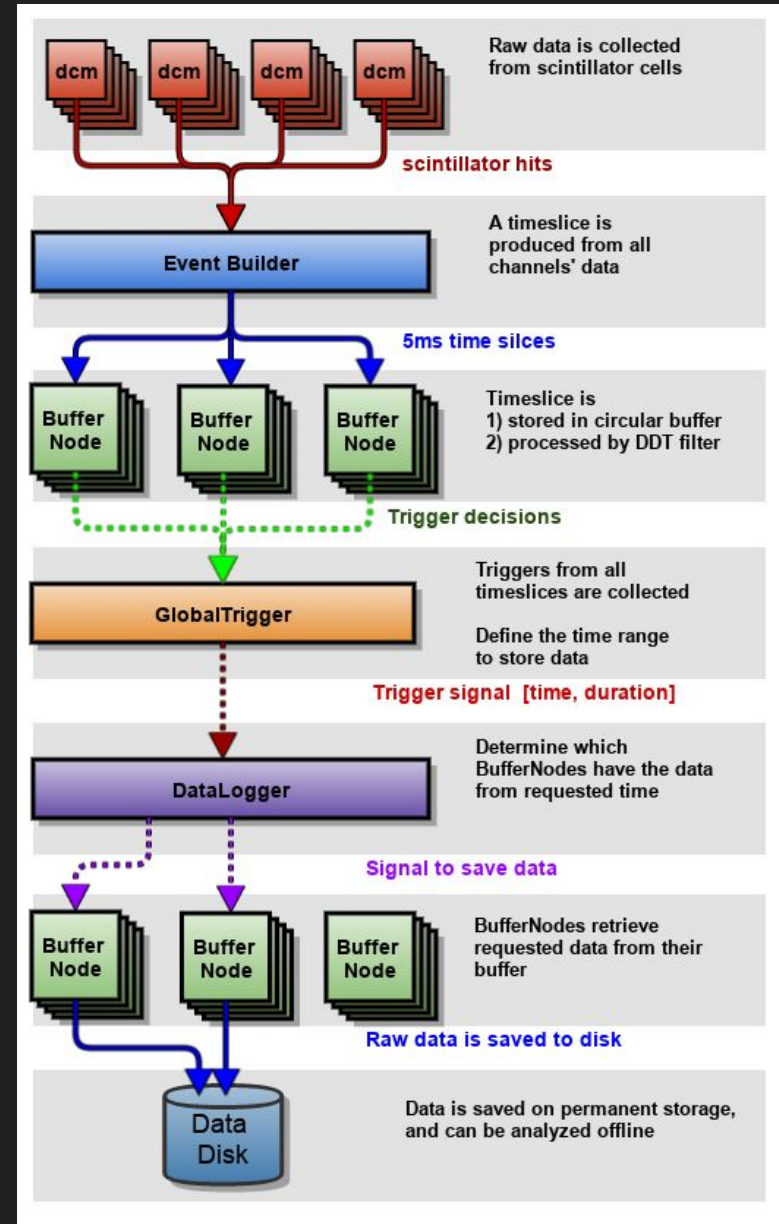 dcm
dcm
dcm
dcm
Raw data is collected
from scintillator cells
scintillator hits
Event Builder
A timeslice is
produced from all
channels' data
5ms time silces
Buffer
Node
Buffer
Node
Buffer
Node
Timeslice is
1) stored in circular buffer
2) processed by DDT filter
Trigger decisions
GlobalTrigger
Triggers from all
timeslices are collected
Define the time range
to store data
Trigger signal [time, duration]
DataLogger
Determine which
BufferNodes have the data
from requested time
Signal to save data
Buffer
Node
Buffer
Node
Buffer
Node
BufferNodes retrieve
requested data from their
buffer
Raw data is saved to disk
Data
Disk
Data is saved on permanent storage,
and can be analyzed offline